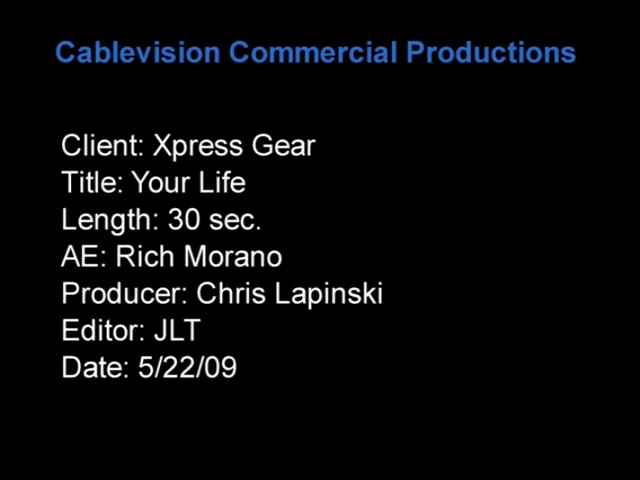 Cablevision Commercial Productions
Client: Xpress Gear
Title: Your Life
Length: 30 sec.
AE: Rich Morano
Producer: Chris Lapinski
Editor: JLT
Date: 5/22/09